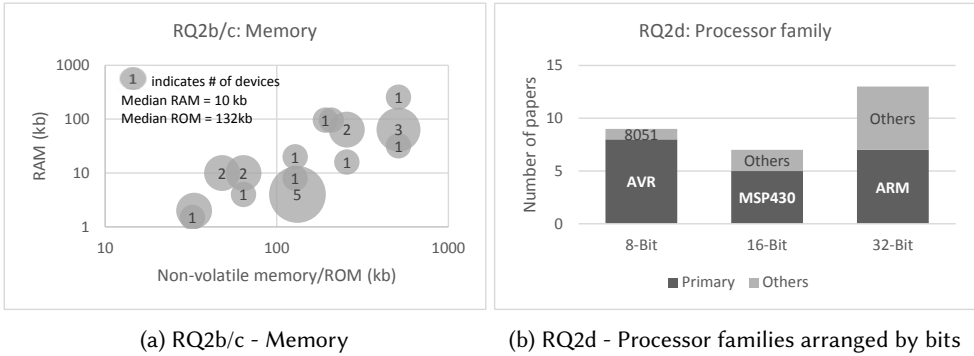 RQ2b/c: Memory
1 indicates # of devices
Median RAM = 10 kb
Median ROM = 132kb
RAM (kb)
1000
100
10
1
1
1
2
3
1
1
1
2
2
1
1
5
1
10
100
1000
Non-volatile memory/ROM (kb)
(a) RQ2b/c - Memory
RQ2d: Processor family
Number of papers
15
10
5
0
8051
AVR
Others
MSP430
Others
ARM
8-Bit
16-Bit
32-Bit
Primary
Others
(b) RQ2d - Processor families arranged by bits